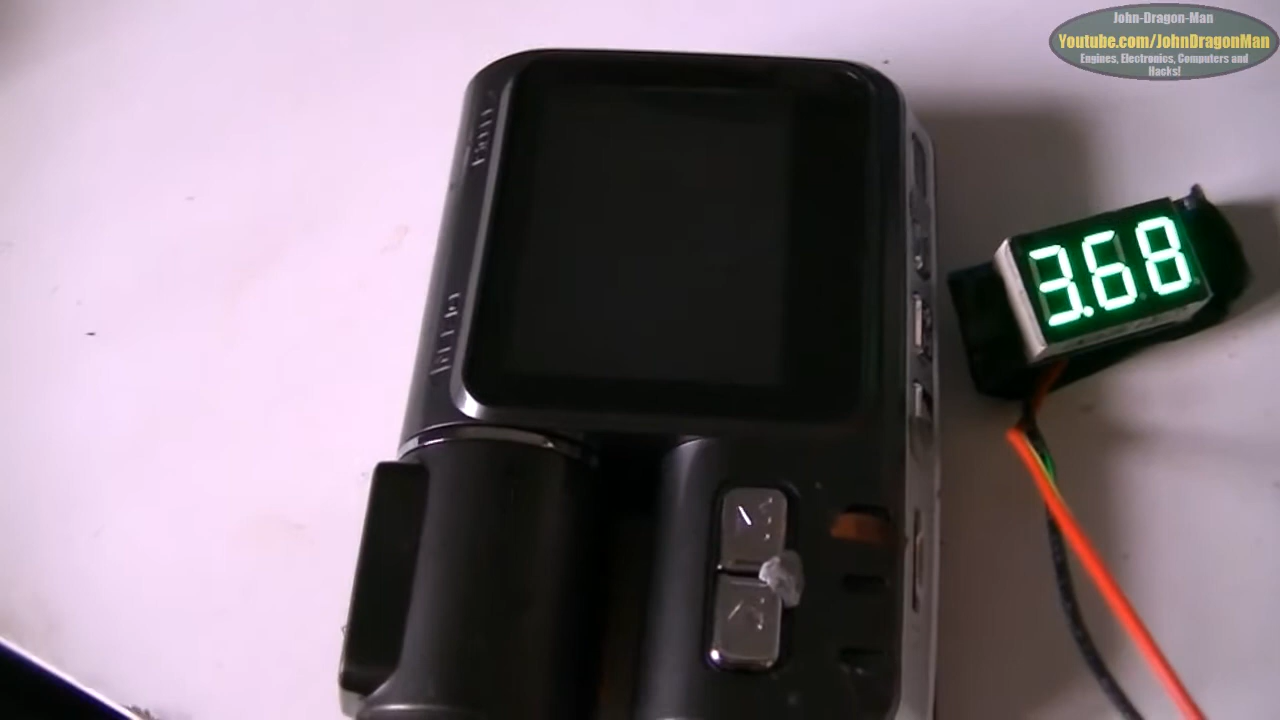 John-Dragon-Man
Youtube.com/JohnDragonMan
Engines, Electronics, Computers and
Hacks!
3.68